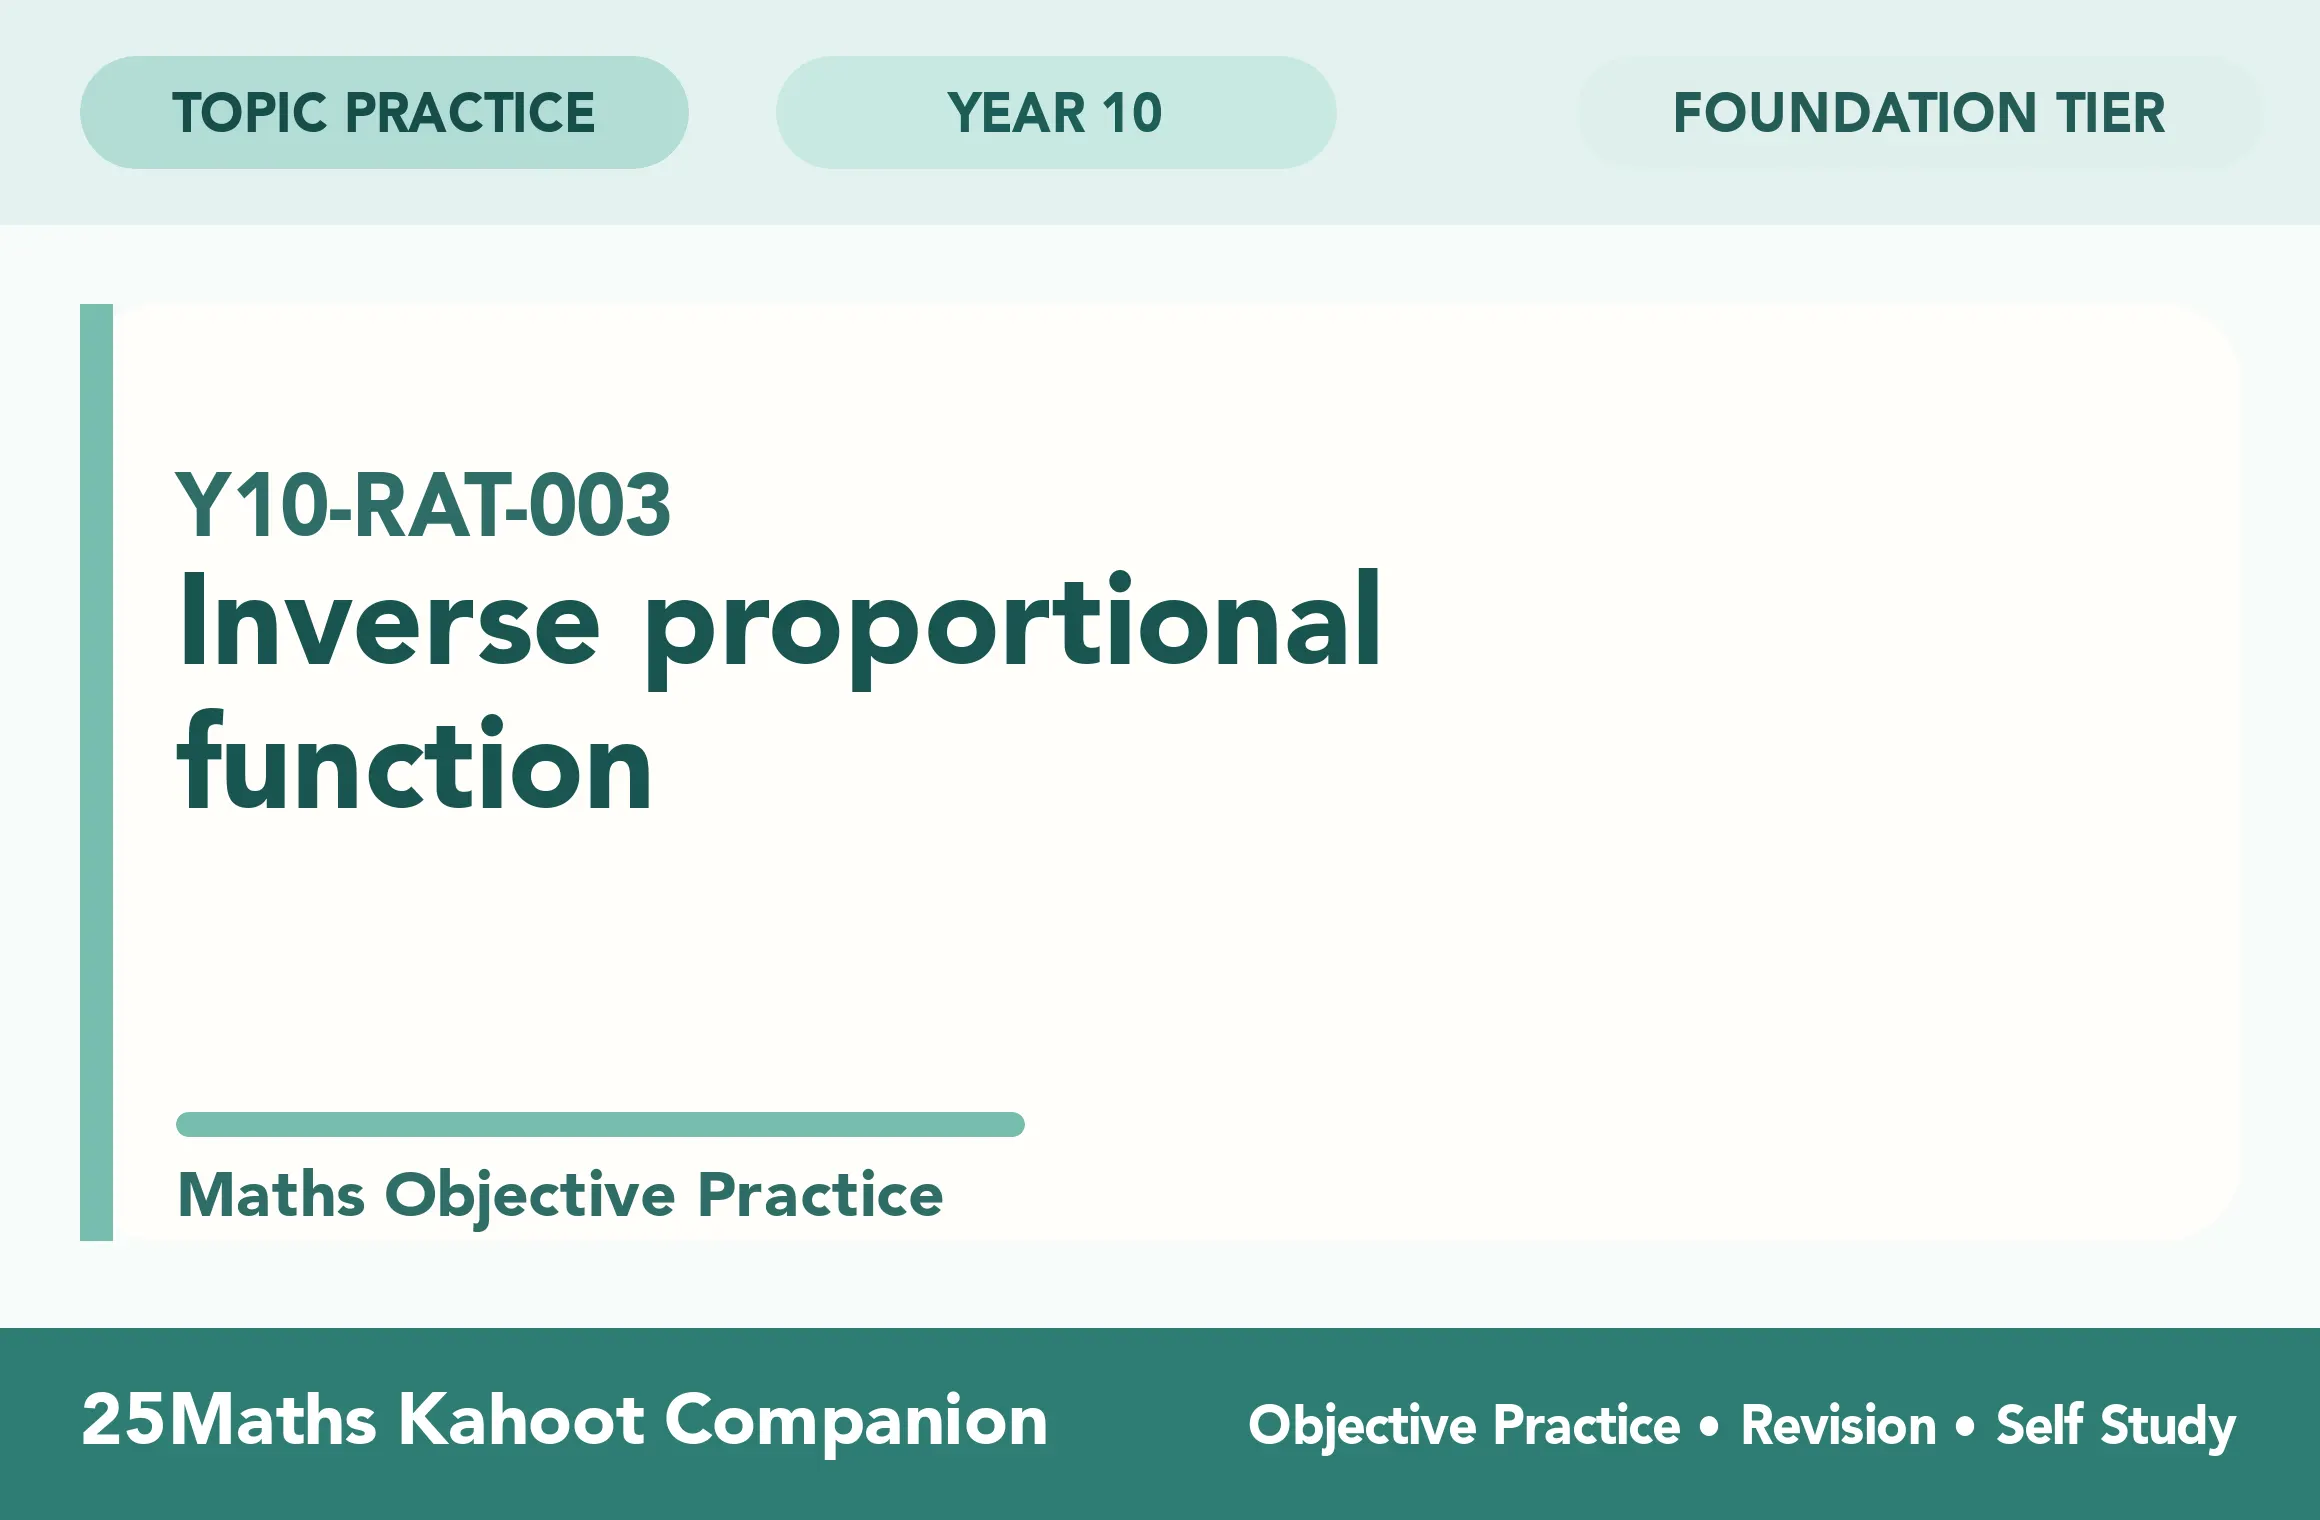 TOPIC PRACTICE
YEAR 10
FOUNDATION TIER
Y10-RAT-003
Inverse proportional
function
Maths Objective Practice
25Maths Kahoot Companion
Objective Practice • Revision • Self Study